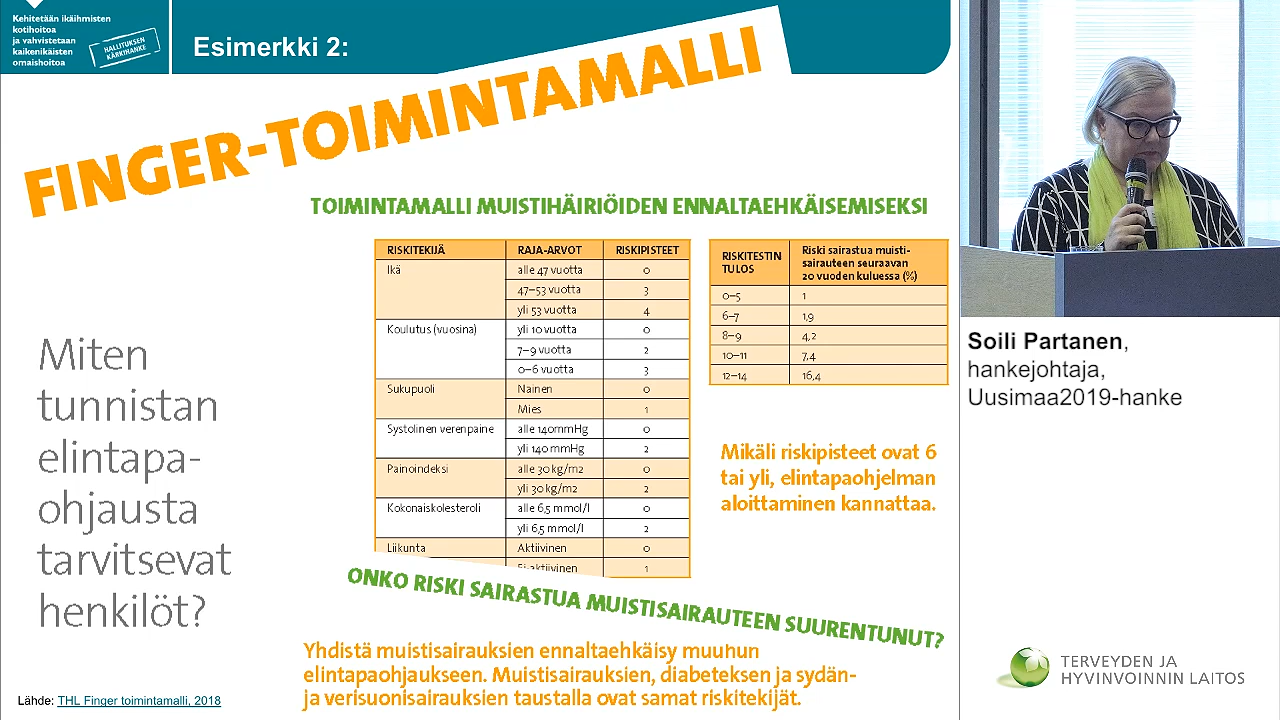 Kehitetään ikäihmisten
kotihoitoa
ja vahvistetaan
kaikenikäisten
omaishoitoa
HALLITUKSEN
KÄRKIHANKE
Esimerkki 2:
FINGER-TOIMINTAMALLI
TOIMINTAMALLI MUISTIHÄIRIÖIDEN ENNALTAEHKÄISEMISEKSI
Miten
tunnistan
elintapa-
ohjausta
tarvitsevat
henkilöt?
RISKITEKIJÄ RAJA-ARVOT RISKIPISTEET
Ikä alle 47 vuotta 0
47–53 vuotta 3
yli 53 vuotta 4
Koulutus (vuosina) yli 10 vuotta 0
7–9 vuotta 2
0–6 vuotta 3
Sukupuoli Nainen 0
Mies 1
Systolinen verenpaine alle 140mmHg 0
yli 140 mmHg 2
Painoindeksi alle 30 kg/m2 0
yli 30 kg/m2 2
Kokonaiskolesteroli alle 6,5 mmol/l 0
yli 6,5 mmol/l 2
Liikunta Aktiivinen 0
Ei-aktiivinen 1
RISKITESTIN
TULOS
Riski sairastua muisti-
sairauteen seuraavan
20 vuoden kuluessa (%)
0–5 1
6–7 1,9
8–9 4,2
10–11 7,4
12–14 16,4
Mikäli riskipisteet ovat 6
tai yli, elintapaohjelman
aloittaminen kannattaa.
ONKO RISKI SAIRASTUA MUISTISAIRAUTEEN SUURENTUNUT?
Yhdistä muistisairauksien ennaltaehkäisy muuhun
elintapaohjaukseen. Muistisairauksien, diabeteksen ja sydän-
ja verisuonisairauksien taustalla ovat samat riskitekijät.
Lähde: THL Finger toimintamalli, 2018
Soili Partanen,
hankejohtaja,
Uusimaa2019-hanke
TERVEYDEN JA
HYVINVOINNIN LAITOS